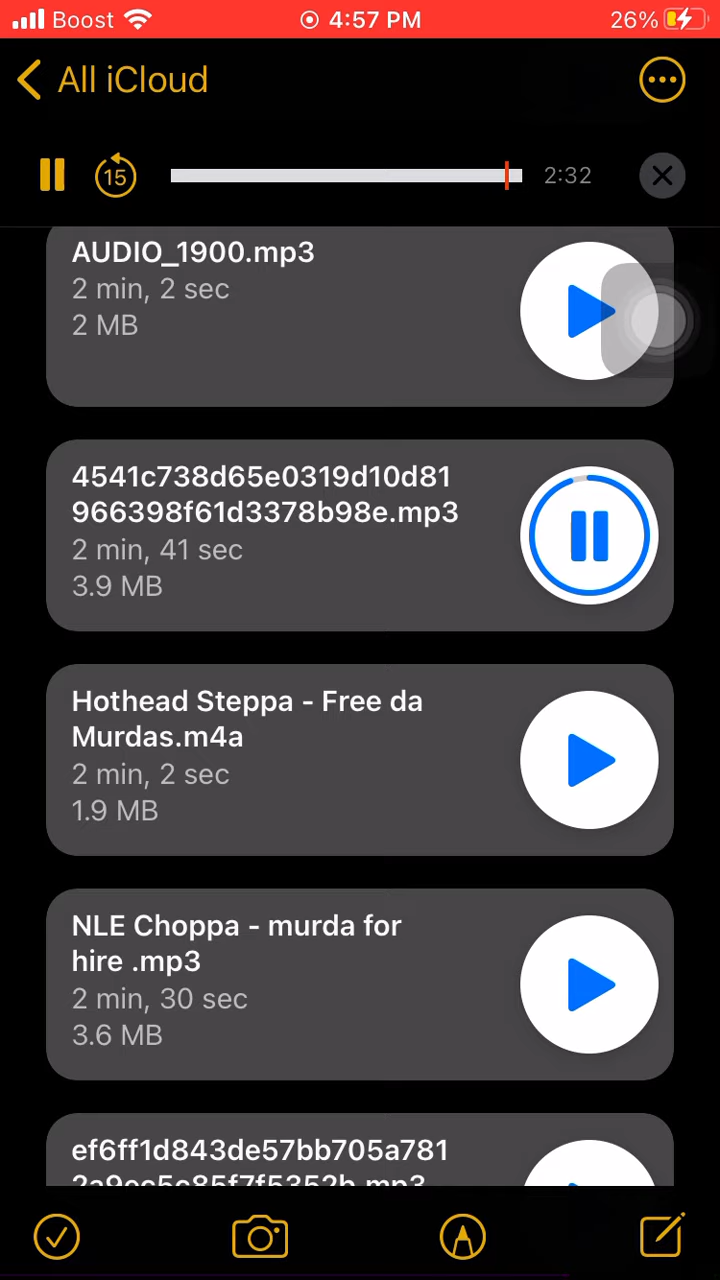 Boost 4:57 PM 26%
All iCloud
15 2:32
AUDIO_1900.mp3
2 min, 2 sec
2 MB
4541c738d65e0319d10d81
966398f61d3378b98e.mp3
2 min, 41 sec
3.9 MB
Hothead Steppa - Free da
Murdas.m4a
2 min, 2 sec
1.9 MB
NLE Choppa - murda for
hire .mp3
2 min, 30 sec
3.6 MB
ef6ff1d843de57bb705a781